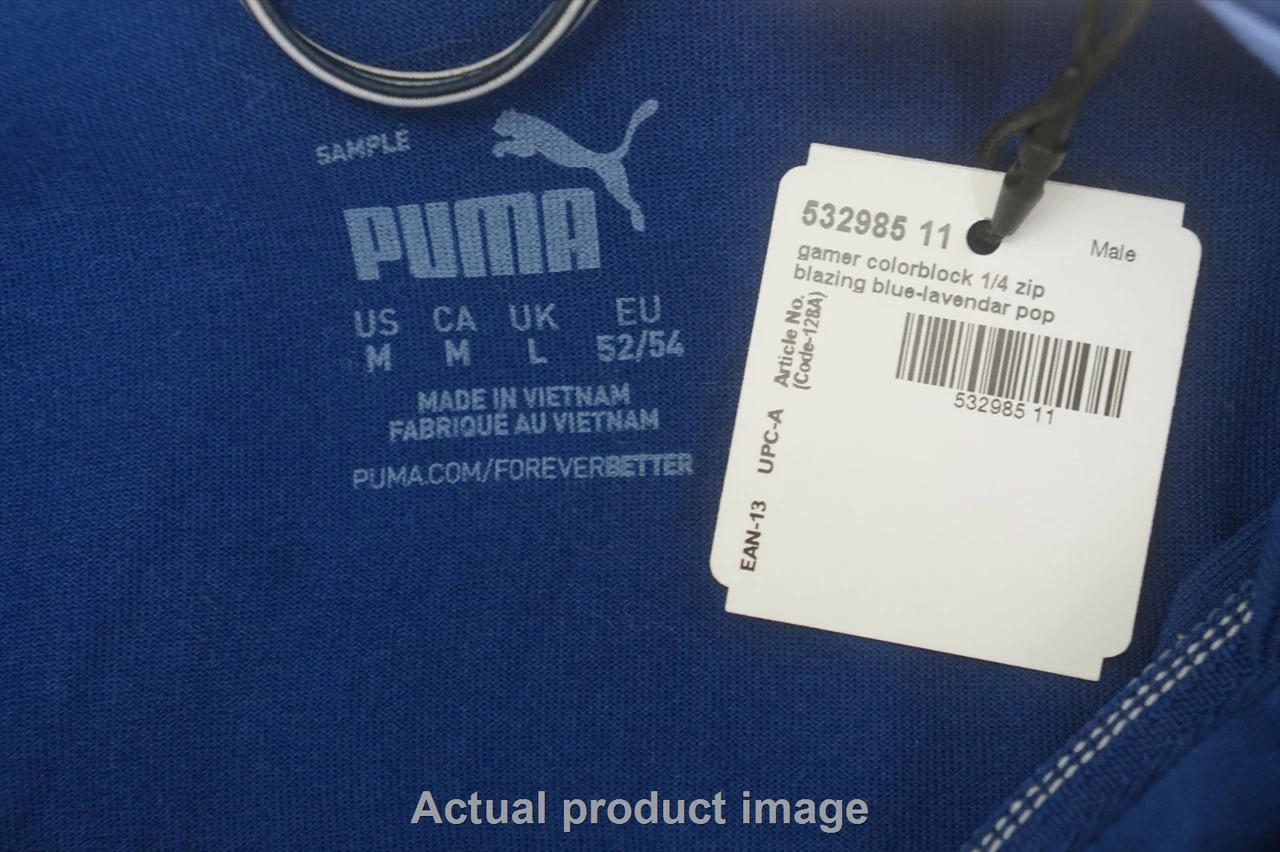 SAMPLE
PUMA
US CA UK EU
M M L 52/54
MADE IN VIETNAM
FABRIQUÉ AU VIETNAM
PUMA.COM/FOREVERBETTER
532985 11
Male
gamer colorblock 1/4 zip
blazing blue-lavendar pop
Article No.
(Code-128A)
532985 11
UPC-A
EAN-13
Actual product image